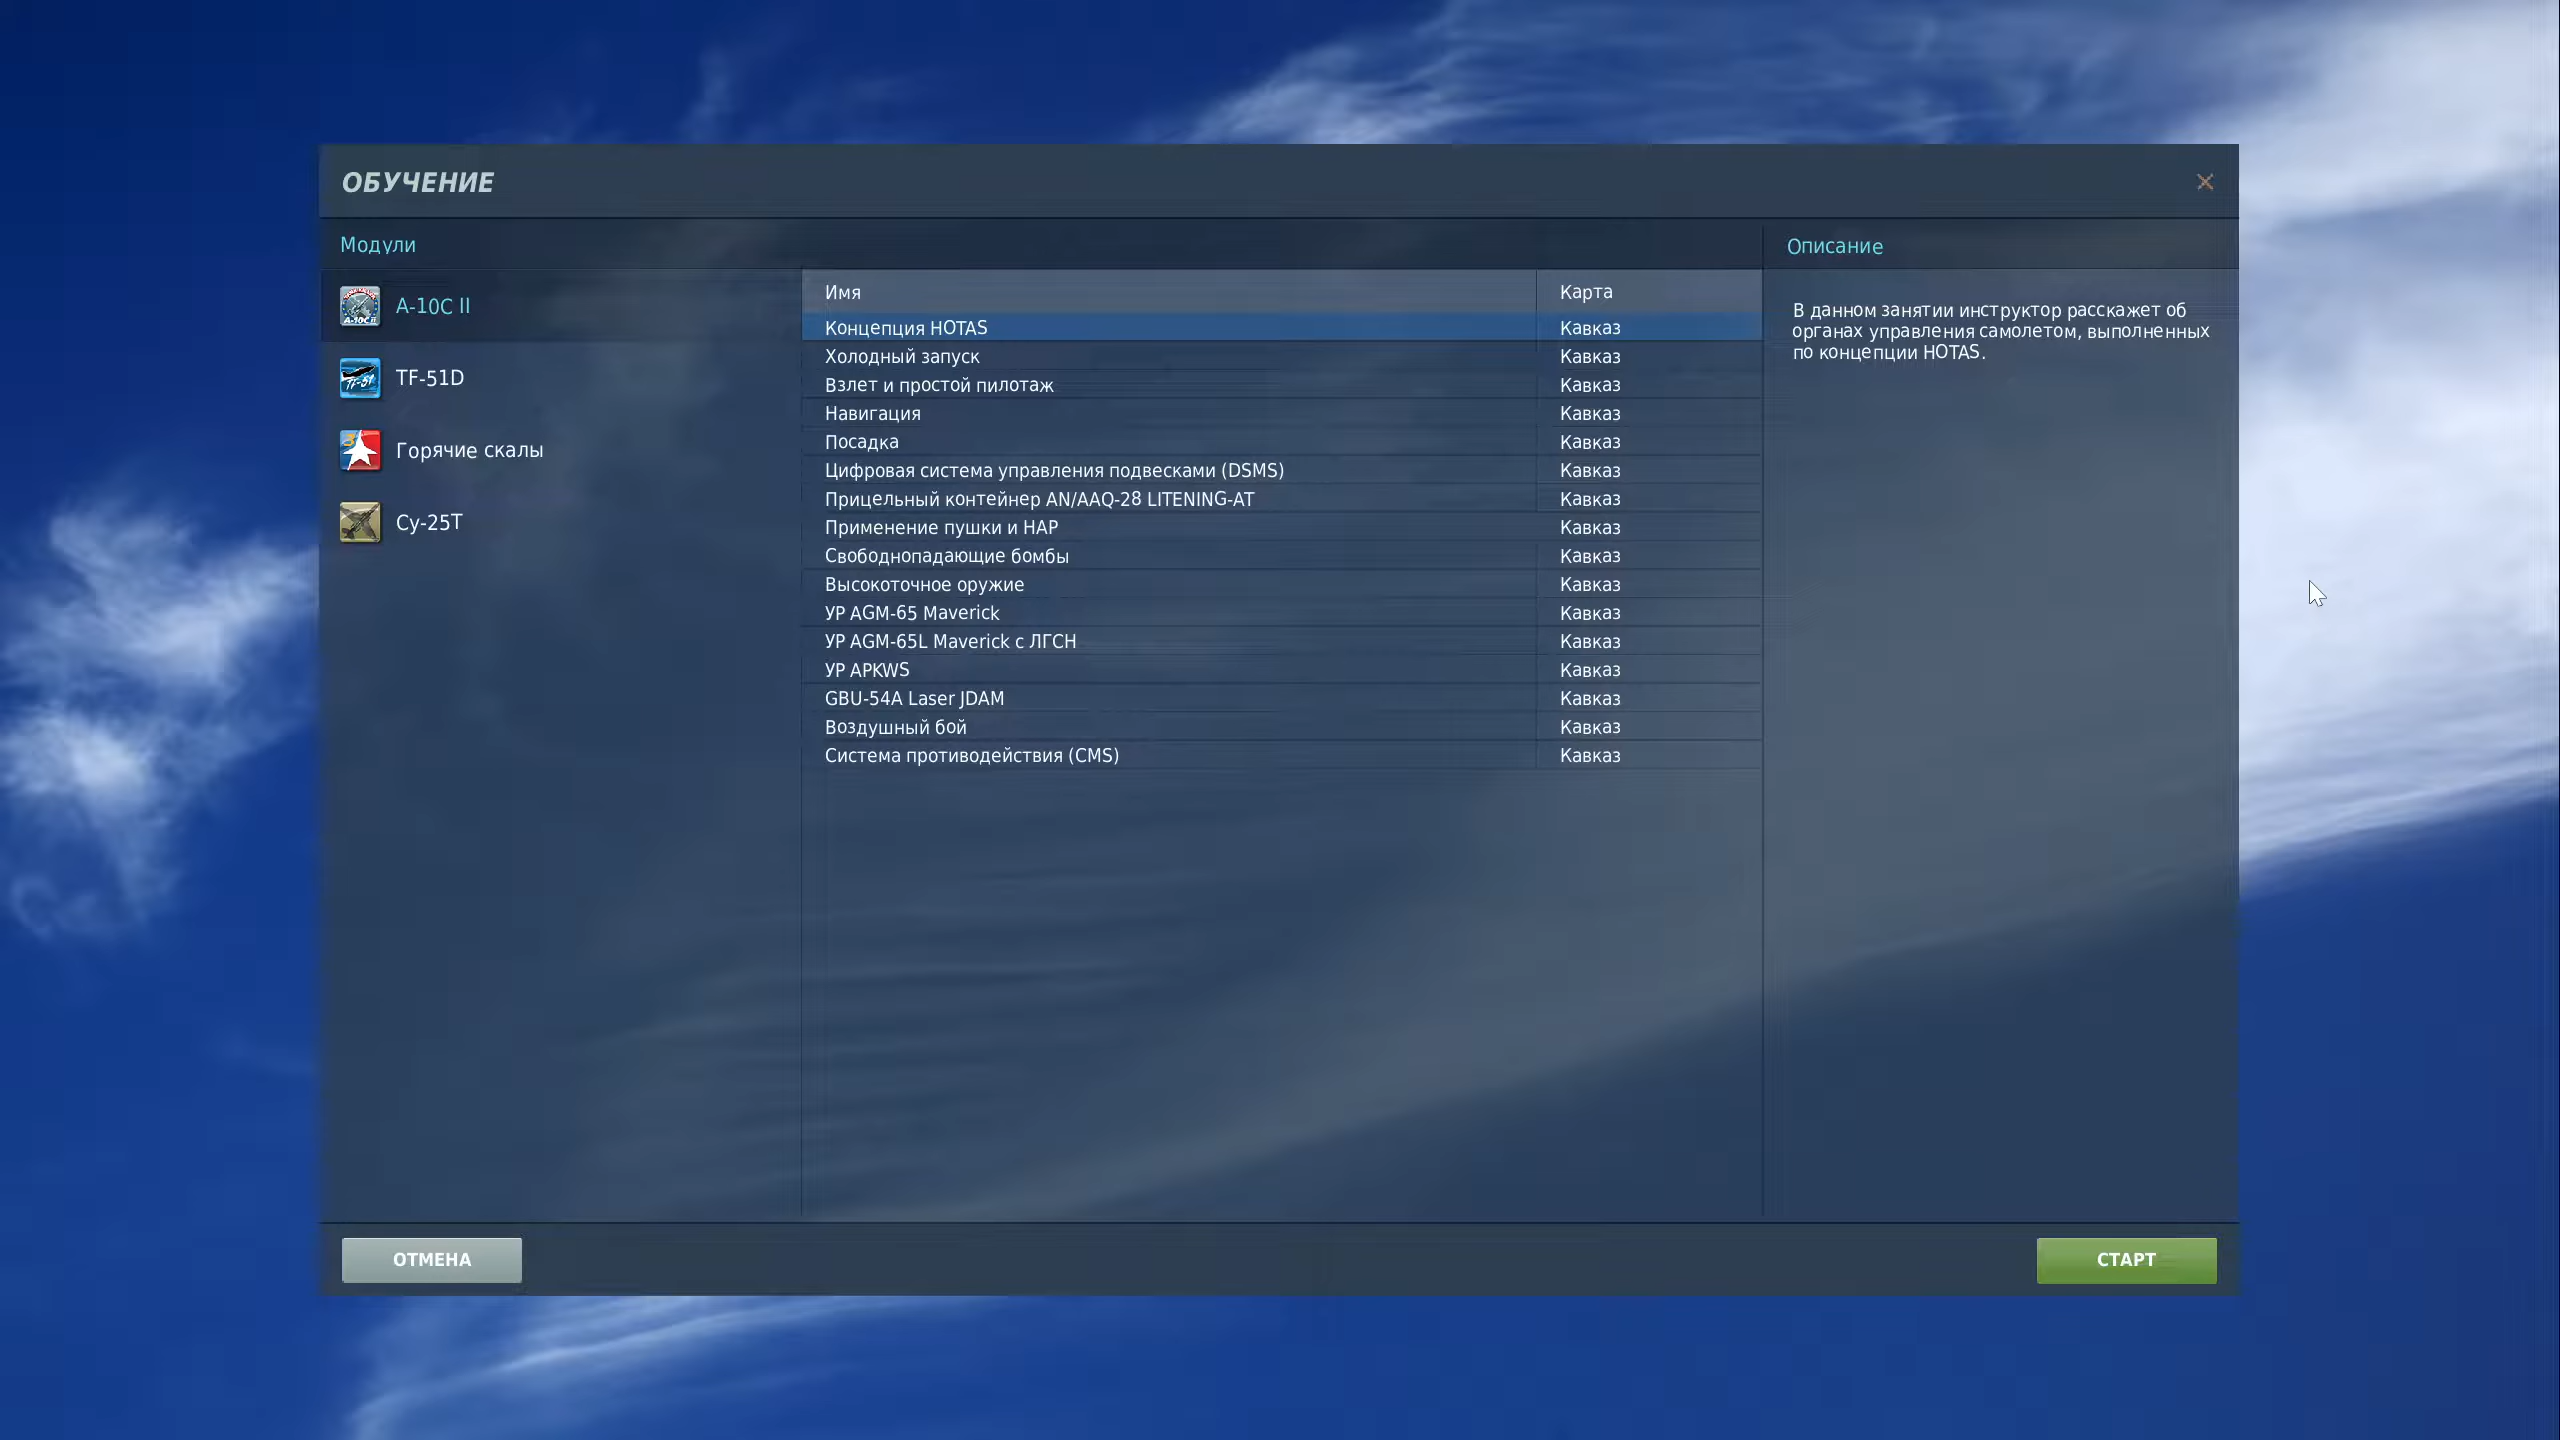 ОБУЧЕНИЕ
Модули
Описание
A-10C II
TF-51D
Горячие скалы
Су-25Т
Имя Карта
Концепция HOTAS Кавказ
Холодный запуск Кавказ
Взлет и простой пилотаж Кавказ
Навигация Кавказ
Посадка Кавказ
Цифровая система управления подвесками (DSMS) Кавказ
Прицельный контейнер AN/AAQ-28 LITENING-AT Кавказ
Применение пушки и НАР Кавказ
Свободнопадающие бомбы Кавказ
Высокоточное оружие Кавказ
УР AGM-65 Maverick Кавказ
УР AGM-65L Maverick с ЛГСН Кавказ
УР APKWS Кавказ
GBU-54A Laser JDAM Кавказ
Воздушный бой Кавказ
Система противодействия (CMS) Кавказ
В данном занятии инструктор расскажет об
органах управления самолетом, выполненных
по концепции HOTAS.
ОТМЕНА
СТАРТ